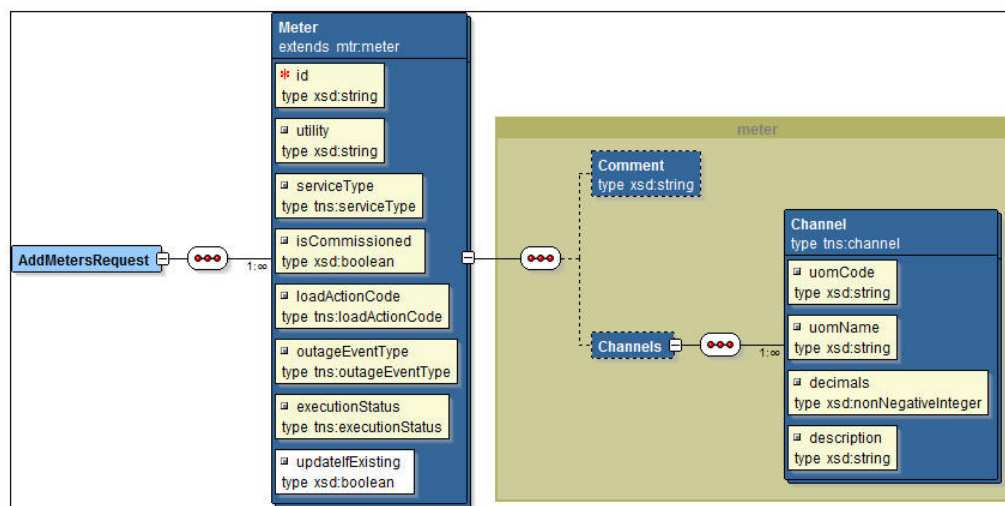 AddMetersRequest
1:∞
Meter
extends mtr:meter
* id
type xsd:string
utility
type xsd:string
serviceType
type tns:serviceType
isCommissioned
type xsd:boolean
loadActionCode
type tns:loadActionCode
outageEventType
type tns:outageEventType
executionStatus
type tns:executionStatus
updateIfExisting
type xsd:boolean
meter
Comment
type xsd:string
Channels
1:∞
Channel
type tns:channel
uomCode
type xsd:string
uomName
type xsd:string
decimals
type xsd:nonNegativeInteger
description
type xsd:string